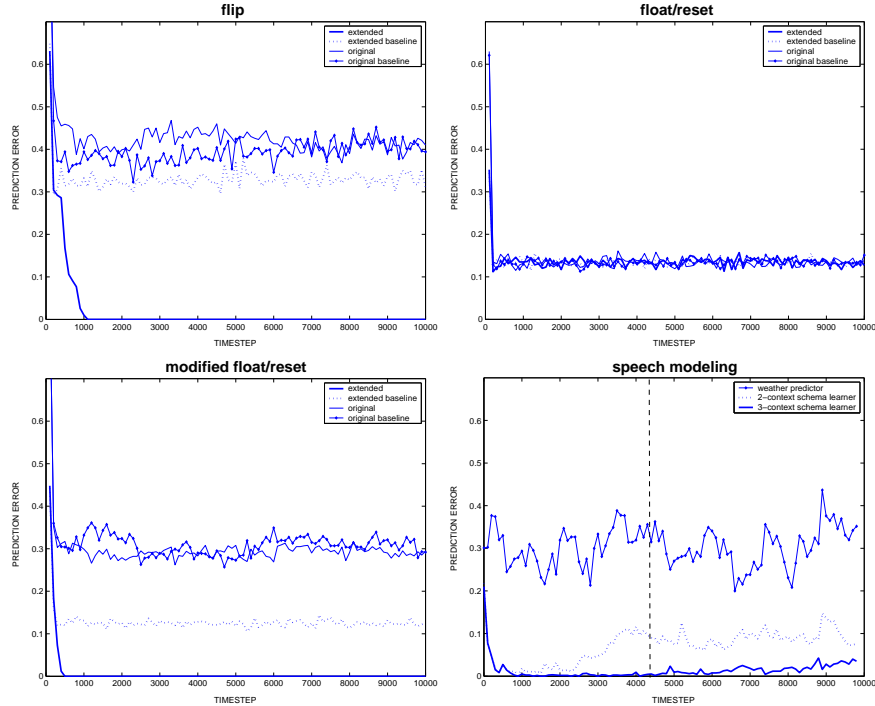 flip
extended
extended baseline
original
original baseline
PREDICTION ERROR
0.6
0.5
0.4
0.3
0.2
0.1
0
0 1000 2000 3000 4000 5000 6000 7000 8000 9000 10000
TIMESTEP
float/reset
extended
extended baseline
original
original baseline
PREDICTION ERROR
0.6
0.5
0.4
0.3
0.2
0.1
0
0 1000 2000 3000 4000 5000 6000 7000 8000 9000 10000
TIMESTEP
modified float/reset
extended
extended baseline
original
original baseline
PREDICTION ERROR
0.6
0.5
0.4
0.3
0.2
0.1
0
0 1000 2000 3000 4000 5000 6000 7000 8000 9000 10000
TIMESTEP
speech modeling
weather predictor
2−context schema learner
3−context schema learner
PREDICTION ERROR
0.6
0.5
0.4
0.3
0.2
0.1
0
0 1000 2000 3000 4000 5000 6000 7000 8000 9000 10000
TIMESTEP